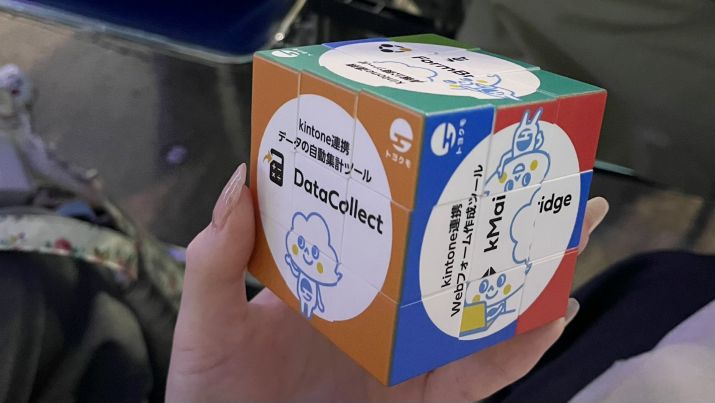 kintone連携
データの自動集計ツール
DataCollect
トヨクモ
トヨクモ
kintone連携
Webフォーム作成ツール
kMai
ridge
FormBr